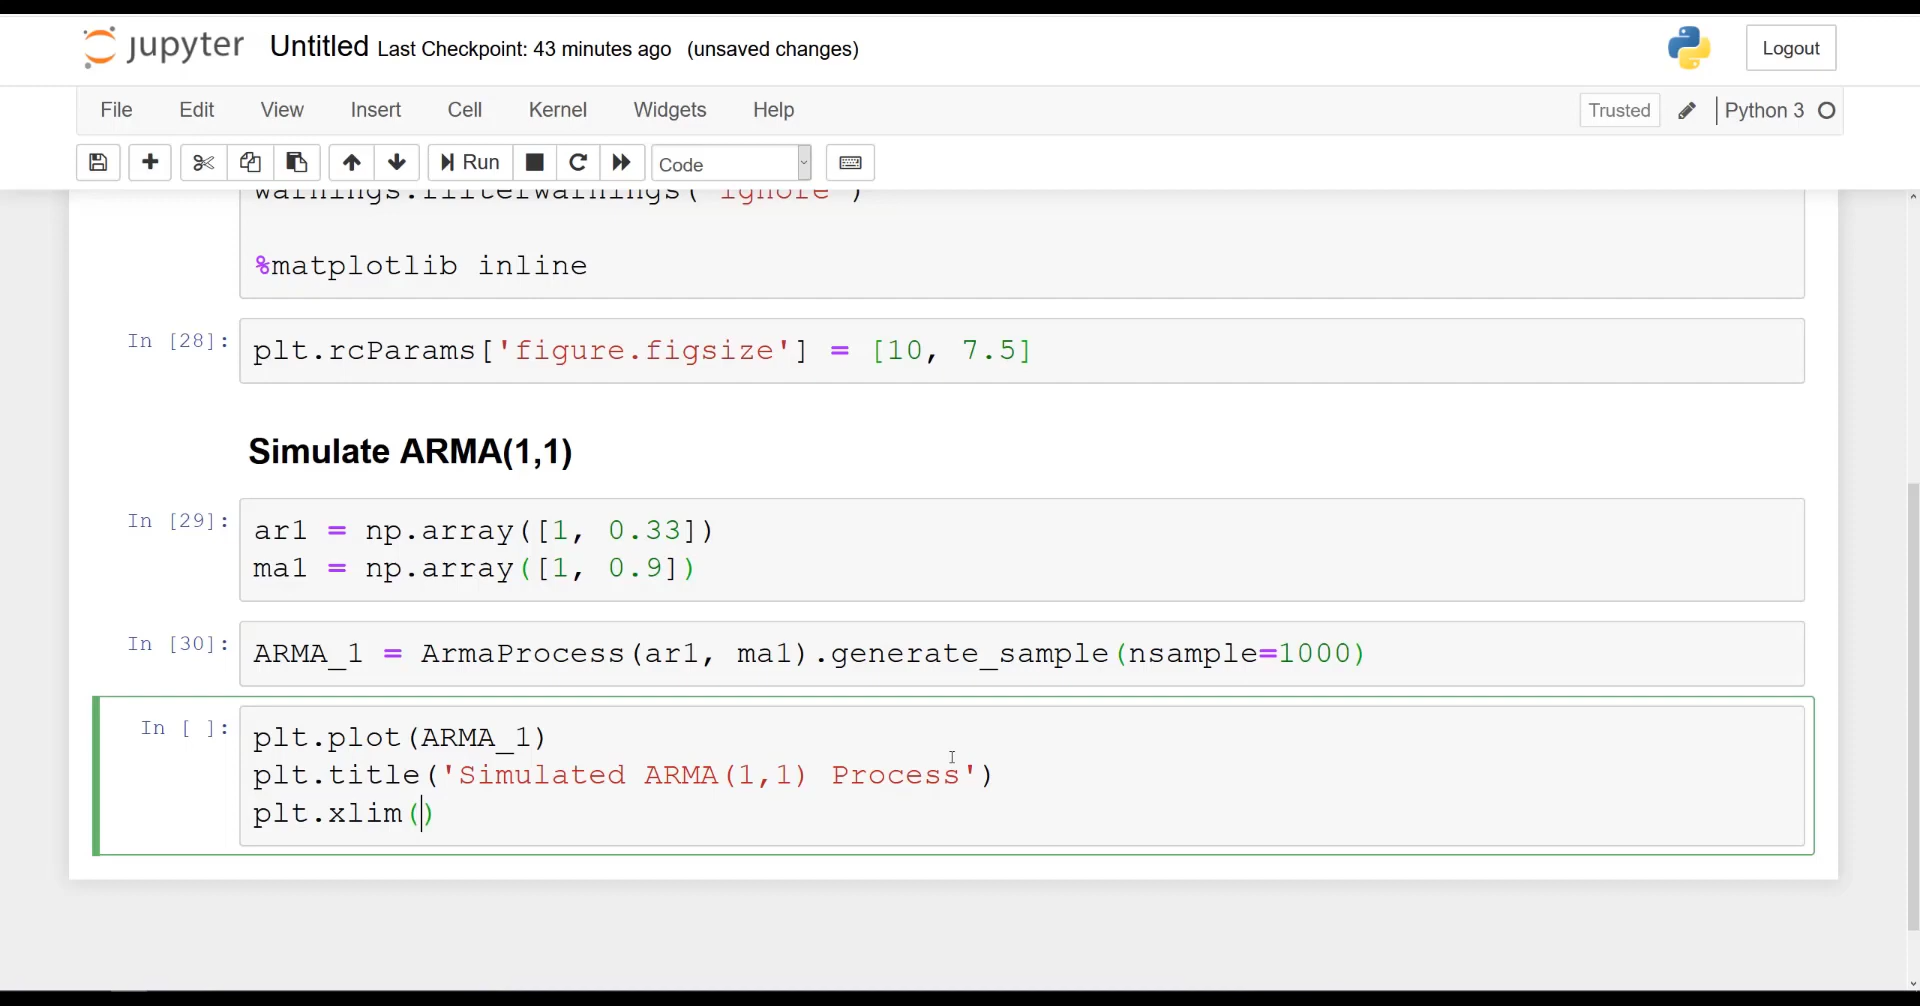 jupyter Untitled Last Checkpoint: 43 minutes ago (unsaved changes)
Logout
File Edit View Insert Cell Kernel Widgets Help
Trusted Python 3
Run Code
warnings.filterwarnings('ignore')
%matplotlib inline
In [28]: plt.rcParams['figure.figsize'] = [10, 7.5]
Simulate ARMA(1,1)
In [29]: ar1 = np.array([1, 0.33])
ma1 = np.array([1, 0.9])
In [30]: ARMA_1 = ArmaProcess(ar1, ma1).generate_sample(nsample=1000)
In [ ]: plt.plot(ARMA_1)
plt.title('Simulated ARMA(1,1) Process')
plt.xlim()